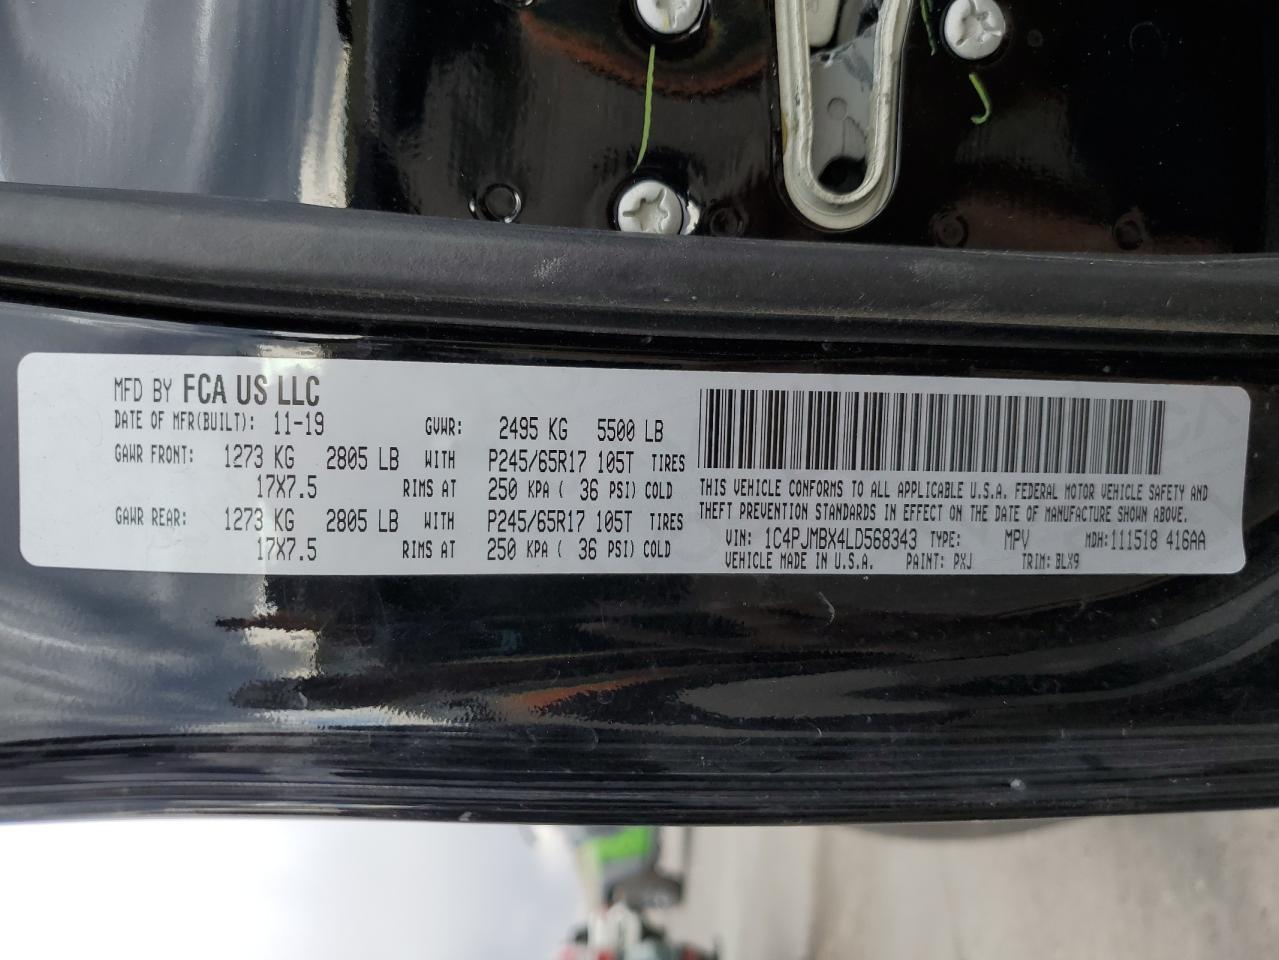 MFD BY FCA US LLC
DATE OF MFR(BUILT): 11-19 GVWR: 2495 KG 5500 LB
GAWR FRONT: 1273 KG 2805 LB WITH P245/65R17 105T TIRES
17X7.5 RIMS AT 250 KPA ( 36 PSI) COLD
GAWR REAR: 1273 KG 2805 LB WITH P245/65R17 105T TIRES
17X7.5 RIMS AT 250 KPA ( 36 PSI) COLD
THIS VEHICLE CONFORMS TO ALL APPLICABLE U.S.A. FEDERAL MOTOR VEHICLE SAFETY AND
THEFT PREVENTION STANDARDS IN EFFECT ON THE DATE OF MANUFACTURE SHOWN ABOVE.
VIN: 1C4PJMBX4LD568343 TYPE: MPV MDH: 111518 416AA
VEHICLE MADE IN U.S.A. PAINT: PXJ TRIM: BLX9